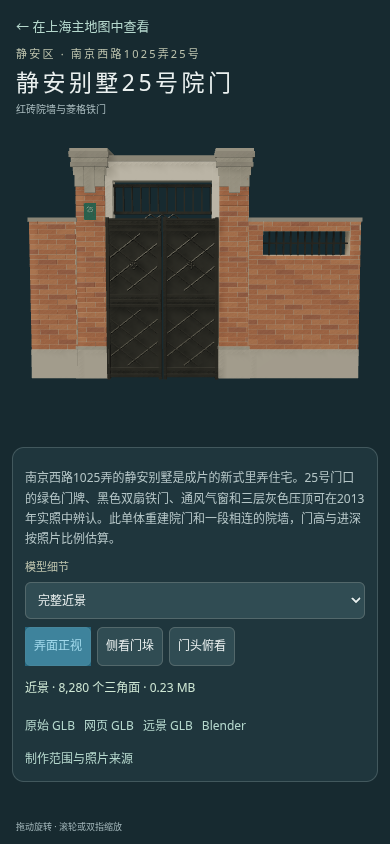 ← 在上海主地图中查看
静安区 · 南京西路1025弄25号
静安别墅25号院门
红砖院墙与菱格铁门
25
南京西路1025弄的静安别墅是成片的新式里弄住宅。25号门口
的绿色门牌、黑色双扇铁门、通风气窗和三层灰色压顶可在2013
年实照中辨认。此单体重建院门和一段相连的院墙，门高与进深
按照片比例估算。
模型细节
完整近景
弄面正视 侧看门垛 门头俯看
近景 · 8,280 个三角面 · 0.23 MB
原始 GLB 网页 GLB 远景 GLB Blender
制作范围与照片来源
拖动旋转 · 滚轮或双指缩放